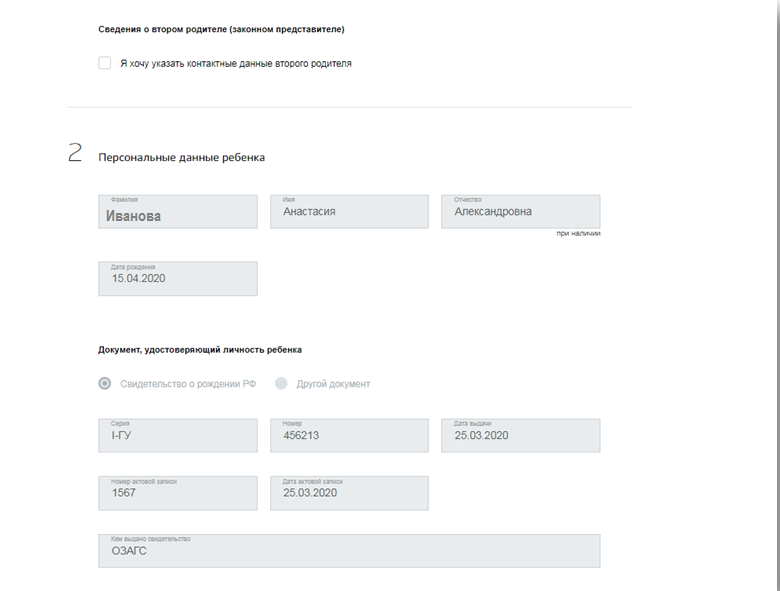 Сведения о втором родителе (законном представителе)
Я хочу указать контактные данные второго родителя
2 Персональные данные ребенка
Фамилия Имя Отчество
Иванова Анастасия Александровна
при наличии
Дата рождения
15.04.2020
Документ, удостоверяющий личность ребенка
Свидетельство о рождении РФ Другой документ
Серия Номер Дата выдачи
I-ГУ 456213 25.03.2020
Номер актовой записи Дата актовой записи
1567 25.03.2020
Кем выдано свидетельство
ОЗАГС